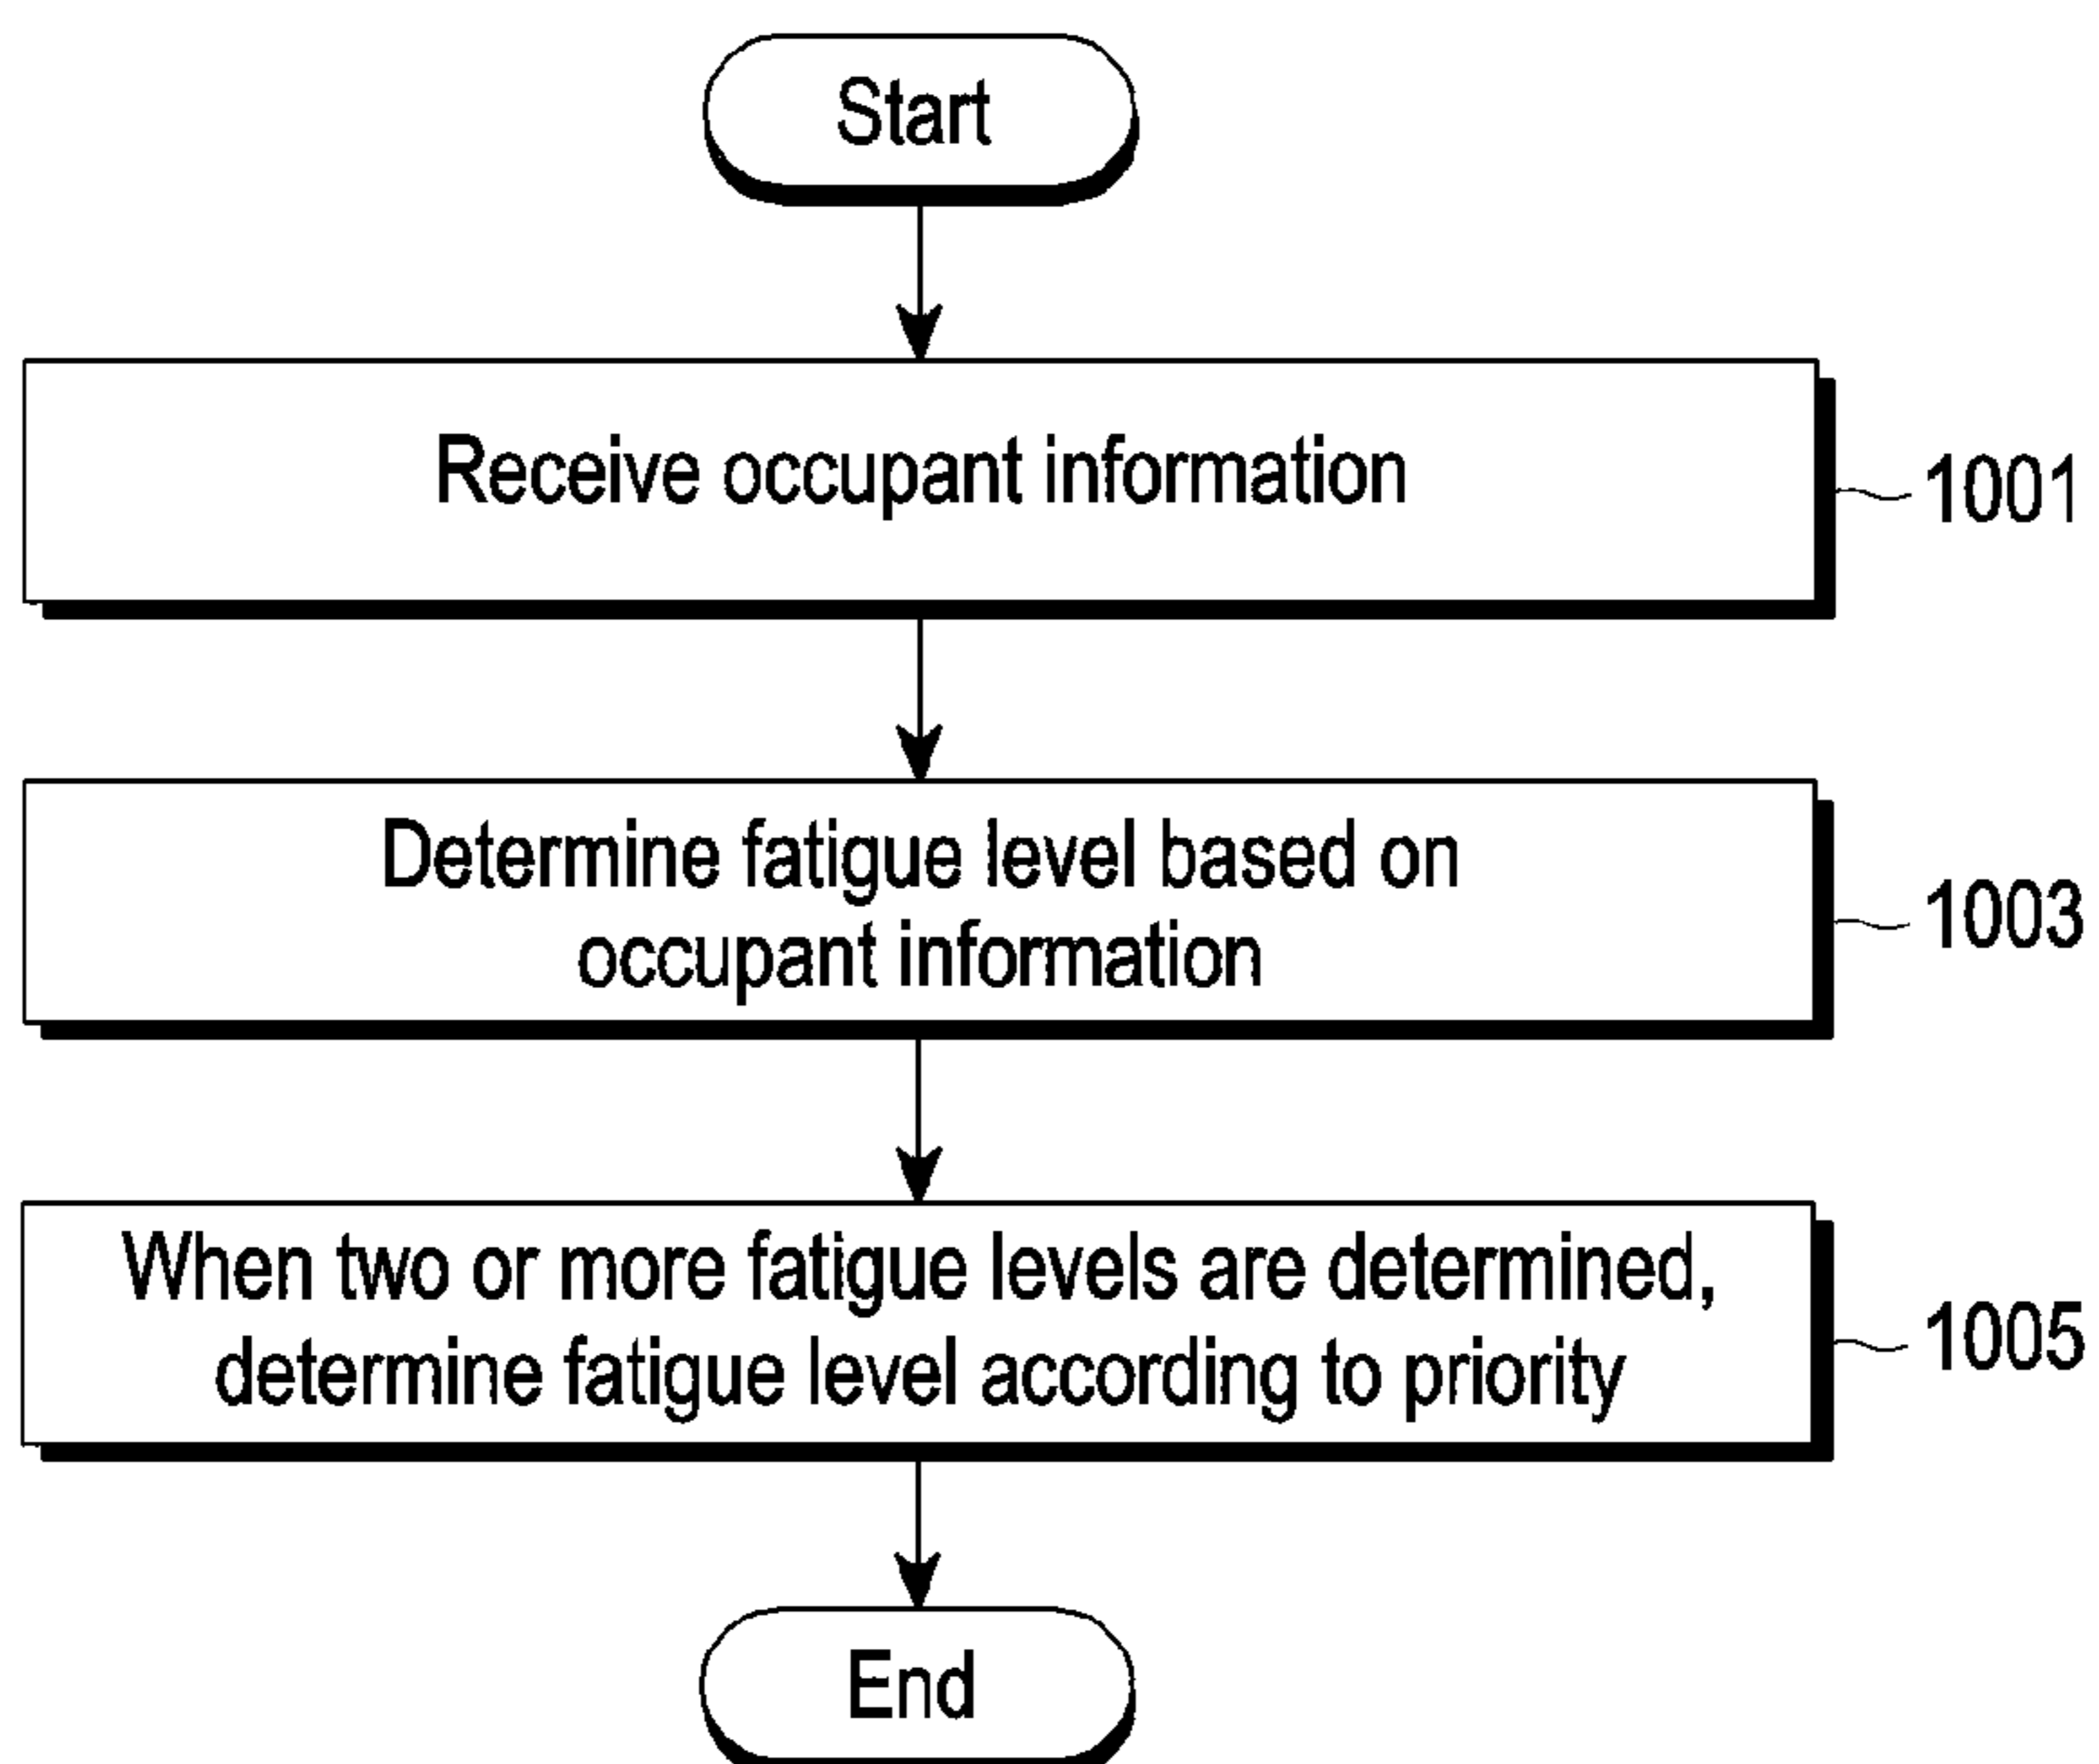 Start
Receive occupant information
1001
Determine fatigue level based on
occupant information
1003
When two or more fatigue levels are determined,
determine fatigue level according to priority
1005
End